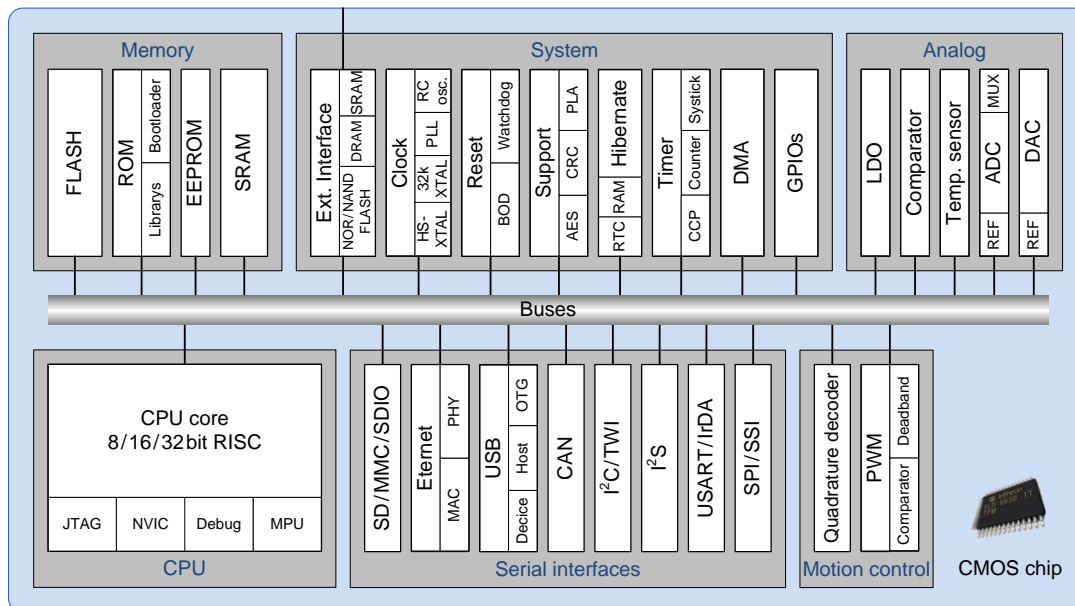 Memory
FLASH
ROM
Librarys
Bootloader
EEPROM
SRAM
System
Ext. Interface
NOR/NAND
FLASH
DRAM
SRAM
Clock
HS-
XTAL
32k
XTAL
PLL
RC
osc.
Reset
BOD
Watchdog
Support
AES
CRC
PLA
Hibernate
RTC
RAM
Timer
CCP
Counter
Systick
DMA
GPIOs
Analog
LDO
Comparator
Temp. sensor
ADC
REF
MUX
DAC
REF
Buses
CPU core
8/16/32bit RISC
JTAG
NVIC
Debug
MPU
CPU
SD/MMC/SDIO
Eternet
MAC
PHY
USB
Decice
Host
OTG
CAN
I²C/TWI
I²S
USART/IrDA
SPI/SSI
Serial interfaces
Quadrature decoder
PWM
Comparator
Deadband
Motion control
Infineon
CMOS chip